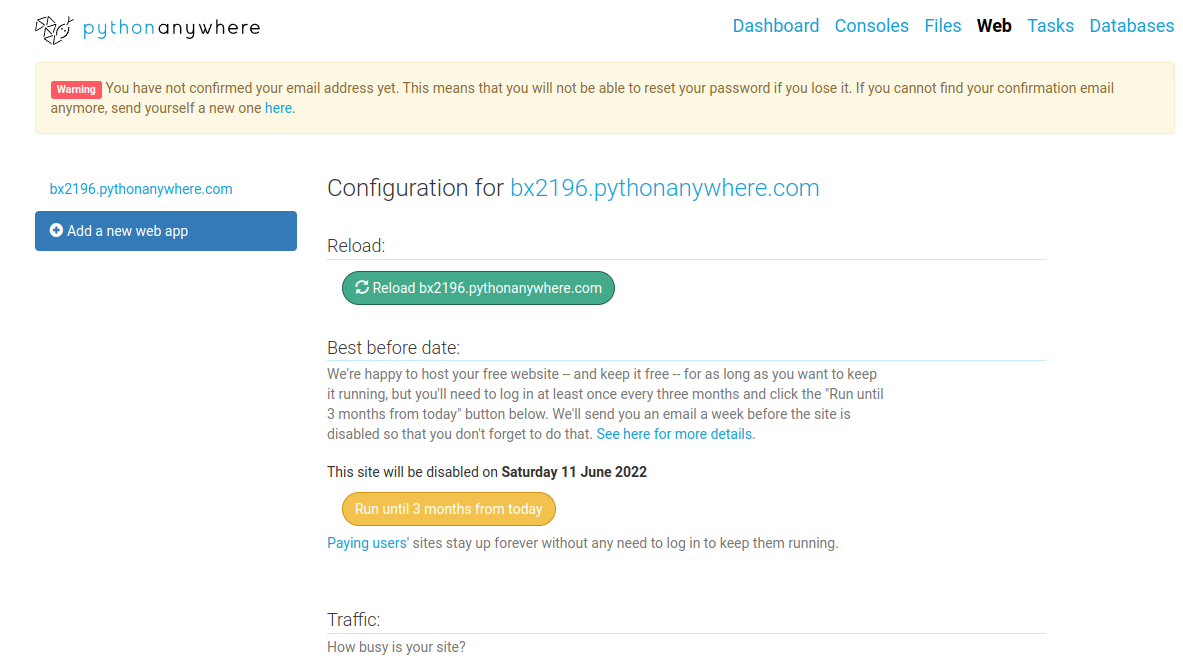 pythonanywhere
Dashboard Consoles Files Web Tasks Databases
Warning You have not confirmed your email address yet. This means that you will not be able to reset your password if you lose it. If you cannot find your confirmation email
anymore, send yourself a new one here.
bx2196.pythonanywhere.com
Add a new web app
Configuration for bx2196.pythonanywhere.com
Reload:
Reload bx2196.pythonanywhere.com
Best before date:
We're happy to host your free website -- and keep it free -- for as long as you want to keep
it running, but you'll need to log in at least once every three months and click the "Run until
3 months from today" button below. We'll send you an email a week before the site is
disabled so that you don't forget to do that. See here for more details.
This site will be disabled on Saturday 11 June 2022
Run until 3 months from today
Paying users' sites stay up forever without any need to log in to keep them running.
Traffic:
How busy is your site?